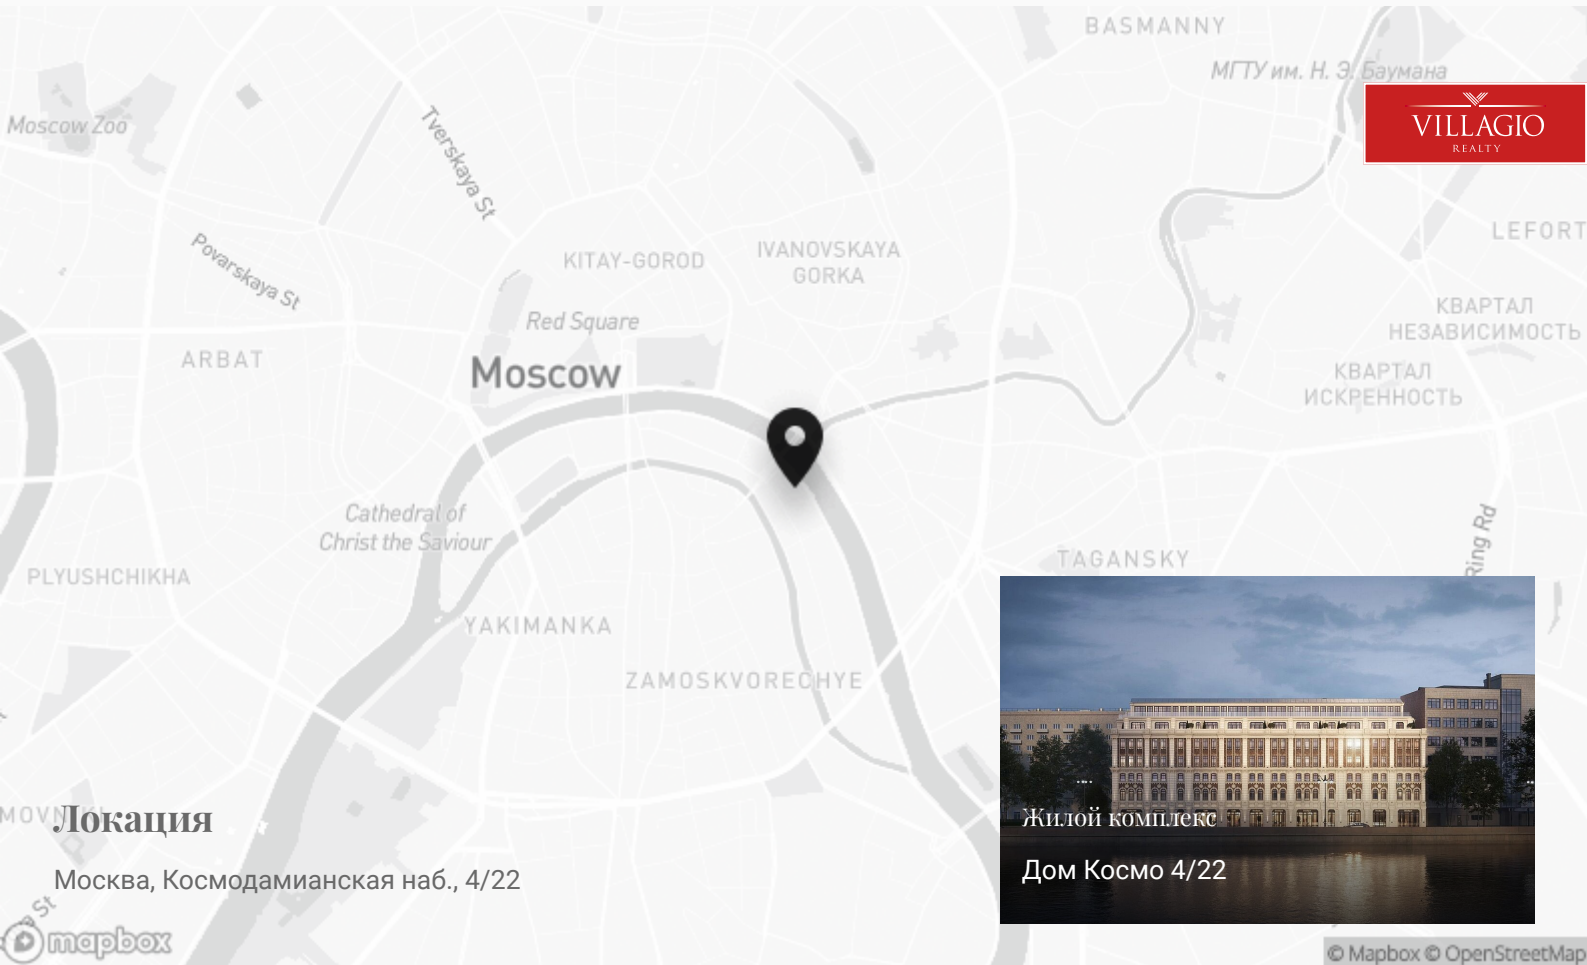 BASMANNY
МГТУ им. Н. Э. Баумана
VILLAGIO
REALTY
Moscow Zoo
Tverskaya St
Povarskaya St
KITAY-GOROD
IVANOVSKAYA
GORKA
LEFORT
Red Square
КВАРТАЛ
НЕЗАВИСИМОСТЬ
ARBAT
Moscow
КВАРТАЛ
ИСКРЕННОСТЬ
Cathedral of
Christ the Saviour
Ring Rd
TAGANSKY
PLYUSHCHIKHA
YAKIMANKA
ZAMOSKVORECHYE
Локация
Москва, Космодамианская наб., 4/22
Жилой комплекс
Дом Космо 4/22
St
mapbox
© Mapbox © OpenStreetMap